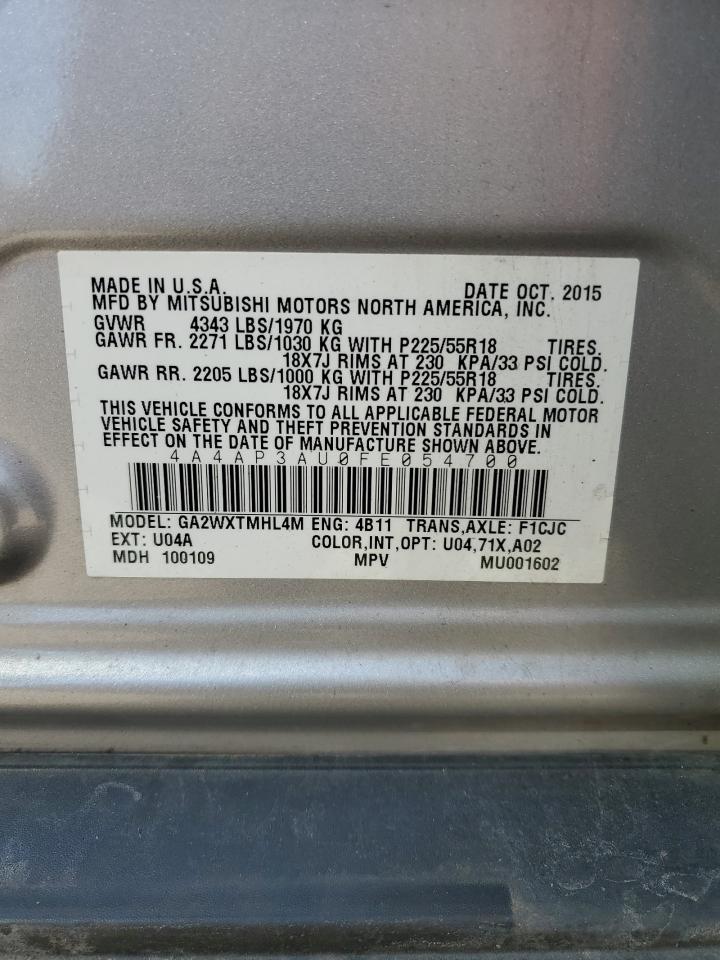 MADE IN U.S.A. DATE OCT. 2015
MFD BY MITSUBISHI MOTORS NORTH AMERICA, INC.
GVWR 4343 LBS/1970 KG
GAWR FR. 2271 LBS/1030 KG WITH P225/55R18 TIRES.
18X7J RIMS AT 230 KPA/33 PSI COLD.
GAWR RR. 2205 LBS/1000 KG WITH P225/55R18 TIRES.
18X7J RIMS AT 230 KPA/33 PSI COLD.
THIS VEHICLE CONFORMS TO ALL APPLICABLE FEDERAL MOTOR
VEHICLE SAFETY AND THEFT PREVENTION STANDARDS IN
EFFECT ON THE DATE OF MANUFACTURE SHOWN ABOVE.
4A4AP3AU0FE054700
MODEL: GA2WXTMHL4M ENG: 4B11 TRANS,AXLE: F1CJC
EXT: U04A COLOR,INT,OPT: U04,71X,A02
MDH 100109 MPV MU001602